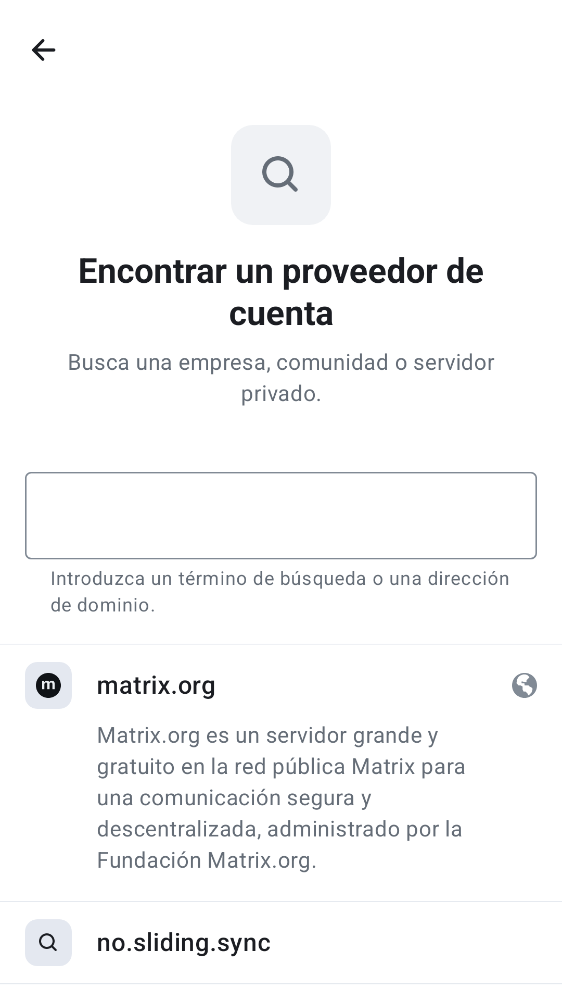 Encontrar un proveedor de
cuenta
Busca una empresa, comunidad o servidor
privado.
Introduzca un término de búsqueda o una dirección
de dominio.
m
matrix.org
Matrix.org es un servidor grande y
gratuito en la red pública Matrix para
una comunicación segura y
descentralizada, administrado por la
Fundación Matrix.org.
no.sliding.sync